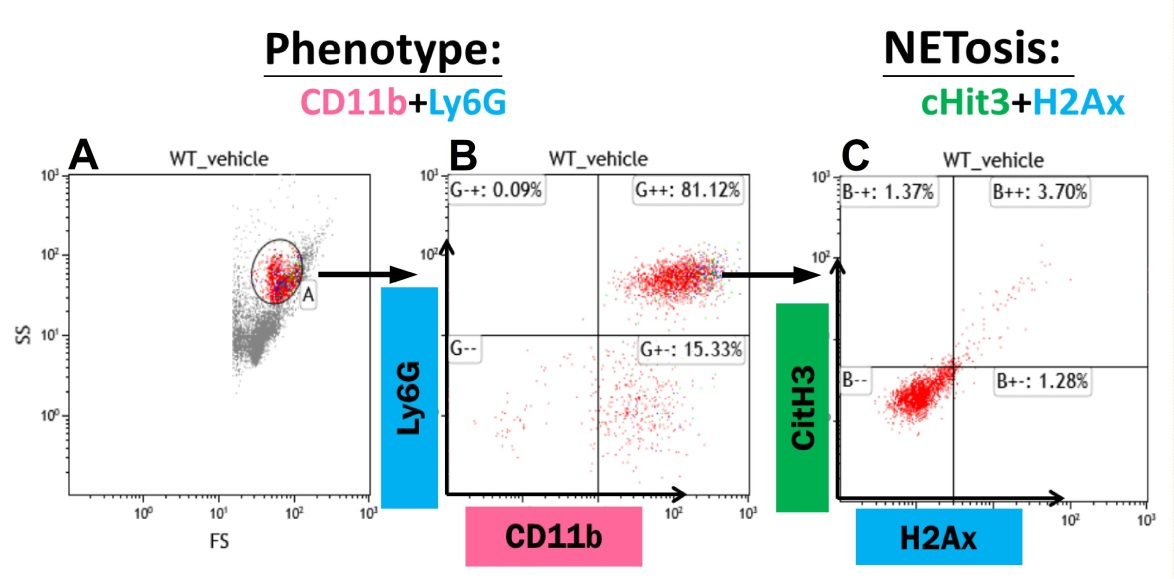 Phenotype:
CD11b+Ly6G
NETosis:
cHit3+H2Ax
A
WT_vehicle
10³
10²
10¹
10⁰
SS
A
10⁰ 10¹ 10² 10³
FS
B
WT_vehicle
10³
10²
G-+: 0.09%
G++: 81.12%
G--
G+-: 15.33%
Ly6G
10² 10³
CD11b
C
WT_vehicle
10³
10²
B-+: 1.37%
B++: 3.70%
B--
B+-: 1.28%
CitH3
10² 10³
H2Ax